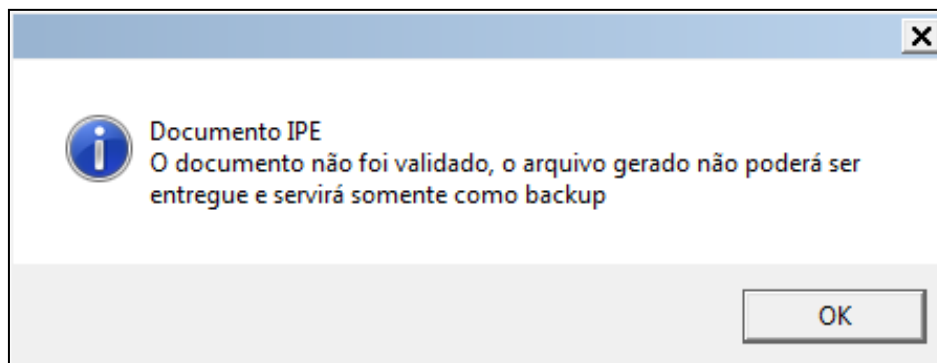 Documento IPE
O documento não foi validado, o arquivo gerado não poderá ser
entregue e servirá somente como backup
OK